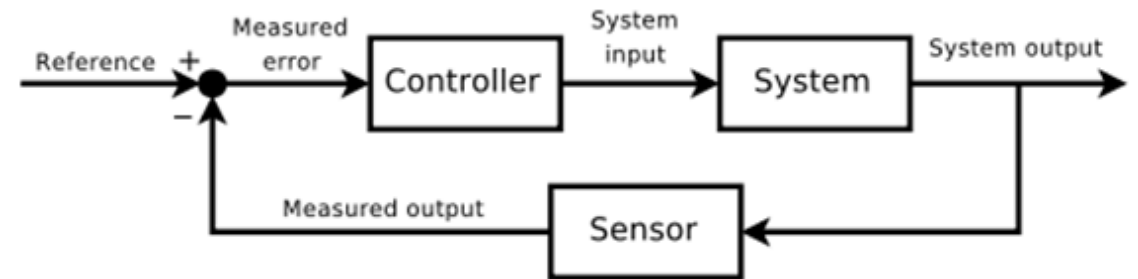 Reference
+
−
Measured
error
Controller
System
input
System
System output
Sensor
Measured output